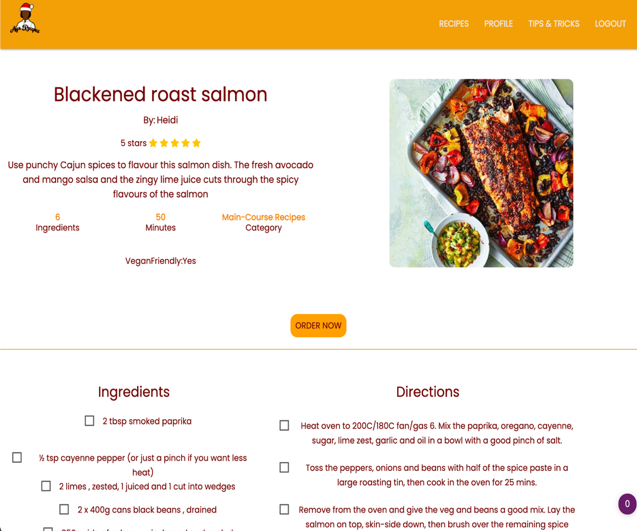 RECIPES PROFILE TIPS & TRICKS LOGOUT
Blackened roast salmon
By: Heidi
5 stars
Use punchy Cajun spices to flavour this salmon dish. The fresh avocado
and mango salsa and the zingy lime juice cuts through the spicy
flavours of the salmon
6 50 Main-Course Recipes
Ingredients Minutes Category
VeganFriendly:Yes
ORDER NOW
Ingredients
2 tbsp smoked paprika
½ tsp cayenne pepper (or just a pinch if you want less
heat)
2 limes , zested, 1 juiced and 1 cut into wedges
2 x 400g cans black beans , drained
Directions
Heat oven to 200C/180C fan/gas 6. Mix the paprika, oregano, cayenne,
sugar, lime zest, garlic and oil in a bowl with a good pinch of salt.
Toss the peppers, onions and beans with half of the spice paste in a
large roasting tin, then cook in the oven for 25 mins.
Remove from the oven and give the veg and beans a good mix. Lay the
salmon on top, skin-side down, then brush over the remaining spice
0